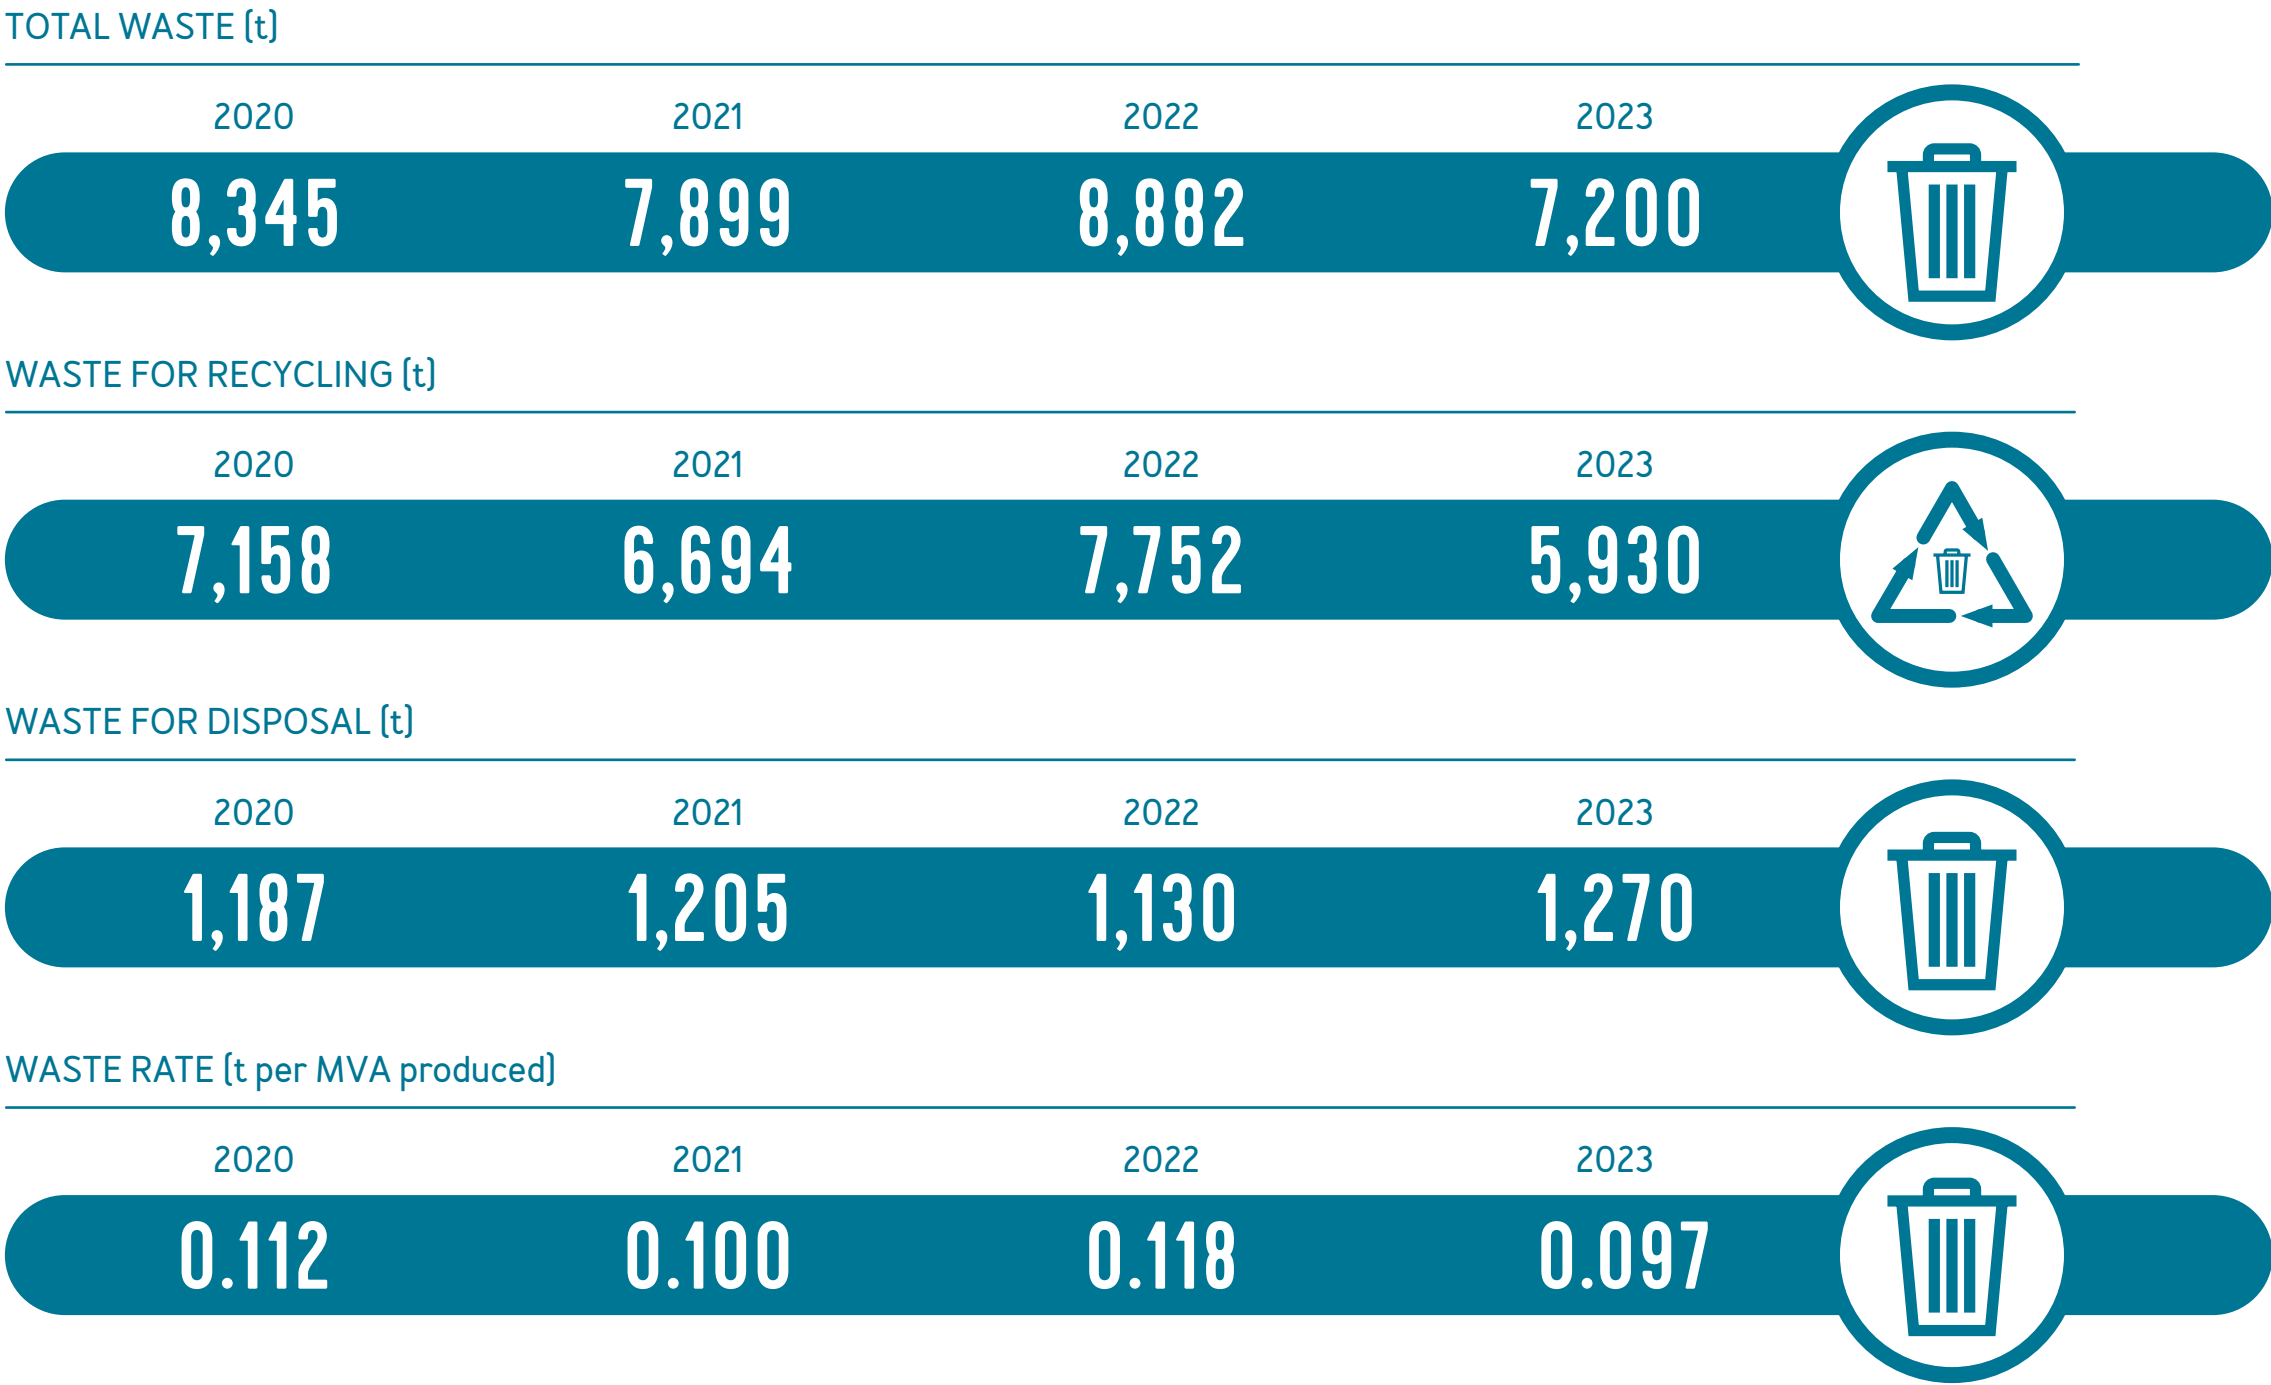 TOTAL WASTE (t)
2020 2021 2022 2023
8,345 7,899 8,882 7,200
WASTE FOR RECYCLING (t)
2020 2021 2022 2023
7,158 6,694 7,752 5,930
WASTE FOR DISPOSAL (t)
2020 2021 2022 2023
1,187 1,205 1,130 1,270
WASTE RATE (t per MVA produced)
2020 2021 2022 2023
0.112 0.100 0.118 0.097